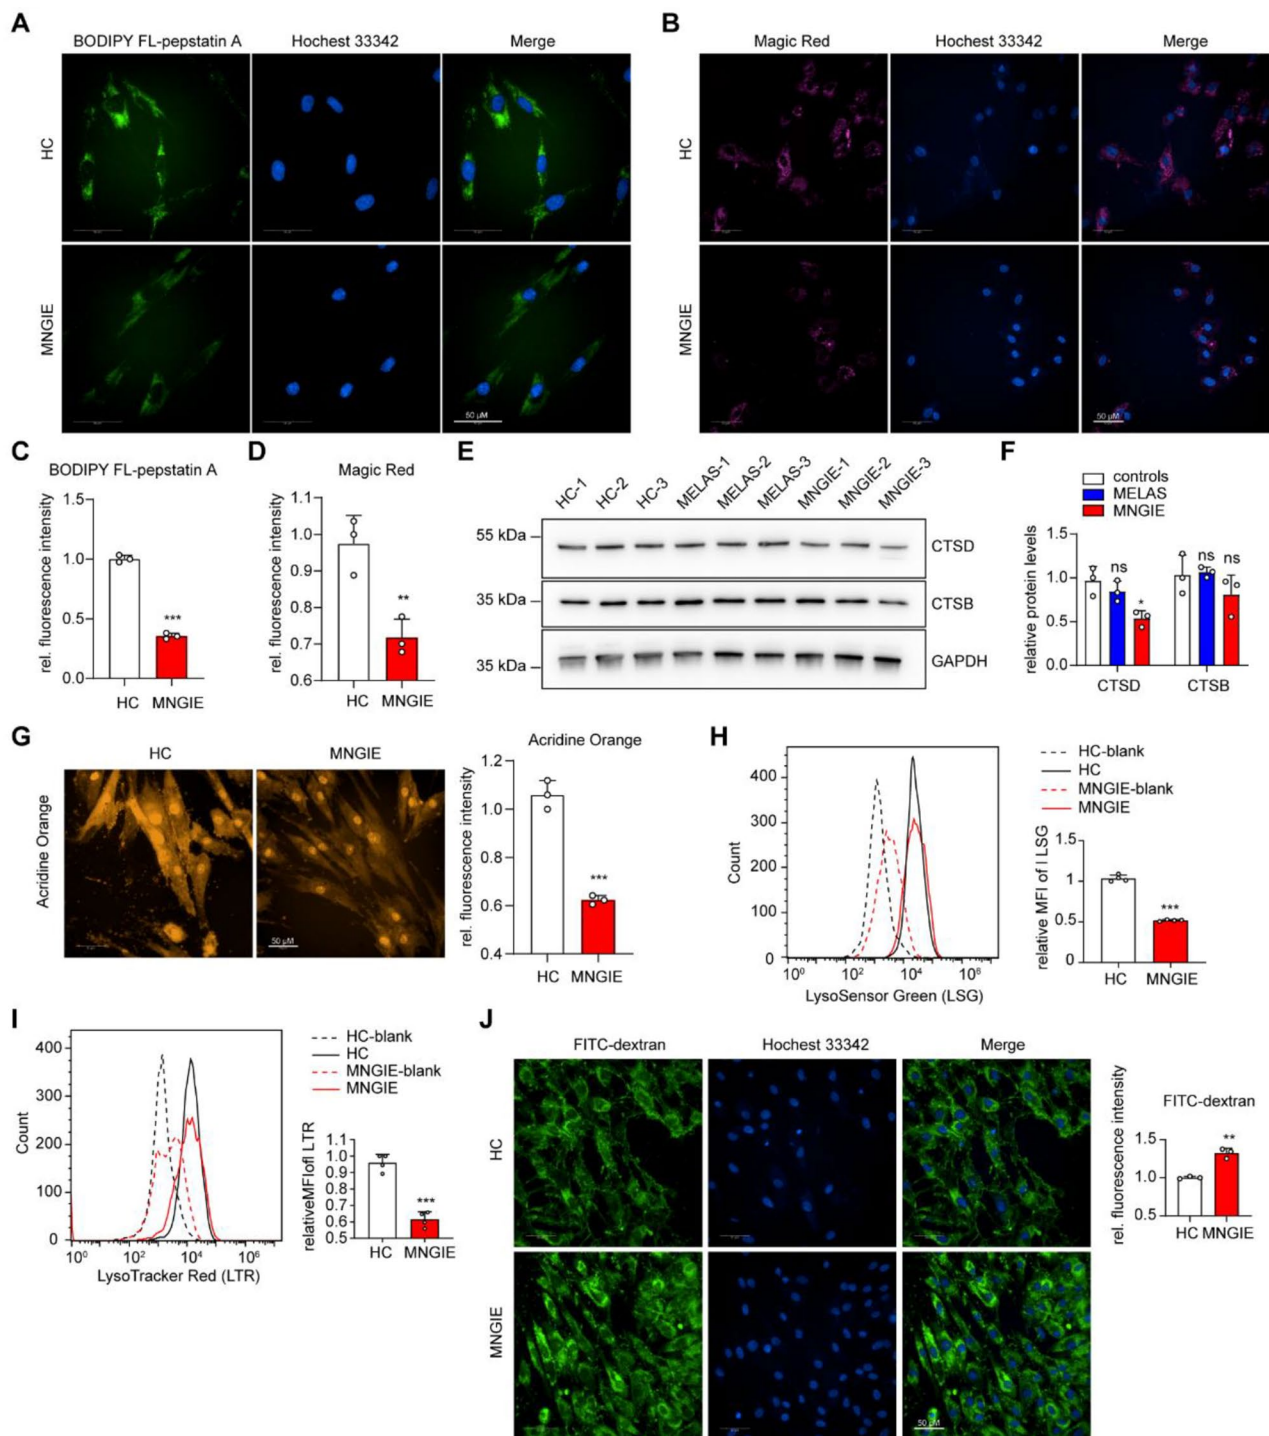 A
BODIPY FL-pepstatin A Hochest 33342 Merge
HC
MNGIE
50 µM
B
Magic Red Hochest 33342 Merge
HC
MNGIE
50 µM
C
BODIPY FL-pepstatin A
rel. fluorescence intensity
1.5
1.0
0.5
0.0
***
HC MNGIE
D
Magic Red
rel. fluorescence intensity
1.1
1.0
0.9
0.8
0.7
0.6
**
HC MNGIE
E
HC-1 HC-2 HC-3 MELAS-1 MELAS-2 MELAS-3 MNGIE-1 MNGIE-2 MNGIE-3
55 kDa CTSD
35 kDa CTSB
35 kDa GAPDH
F
controls
MELAS
MNGIE
relative protein levels
1.5
1.0
0.5
0.0
ns * ns ns
CTSD CTSB
G
HC MNGIE
Acridine Orange
50 µM
Acridine Orange
rel. fluorescence intensity
1.2
1.0
0.8
0.6
0.4
***
HC MNGIE
H
Count
400
300
200
100
0
10⁰ 10² 10⁴ 10⁶
LysoSensor Green (LSG)
HC-blank
HC
MNGIE-blank
MNGIE
relative MFI of l LSG
1.5
1
0.5
0
***
HC MNGIE
I
Count
400
300
200
100
0
10⁰ 10² 10⁴ 10⁶
LysoTracker Red (LTR)
HC-blank
HC
MNGIE-blank
MNGIE
relativeMFIofl LTR
1.1
1.0
0.9
0.8
0.7
0.6
0.5
***
HC MNGIE
J
FITC-dextran Hochest 33342 Merge
HC
MNGIE
50 µM
FITC-dextran
rel. fluorescence intensity
1.5
1.0
0.5
**
HC MNGIE